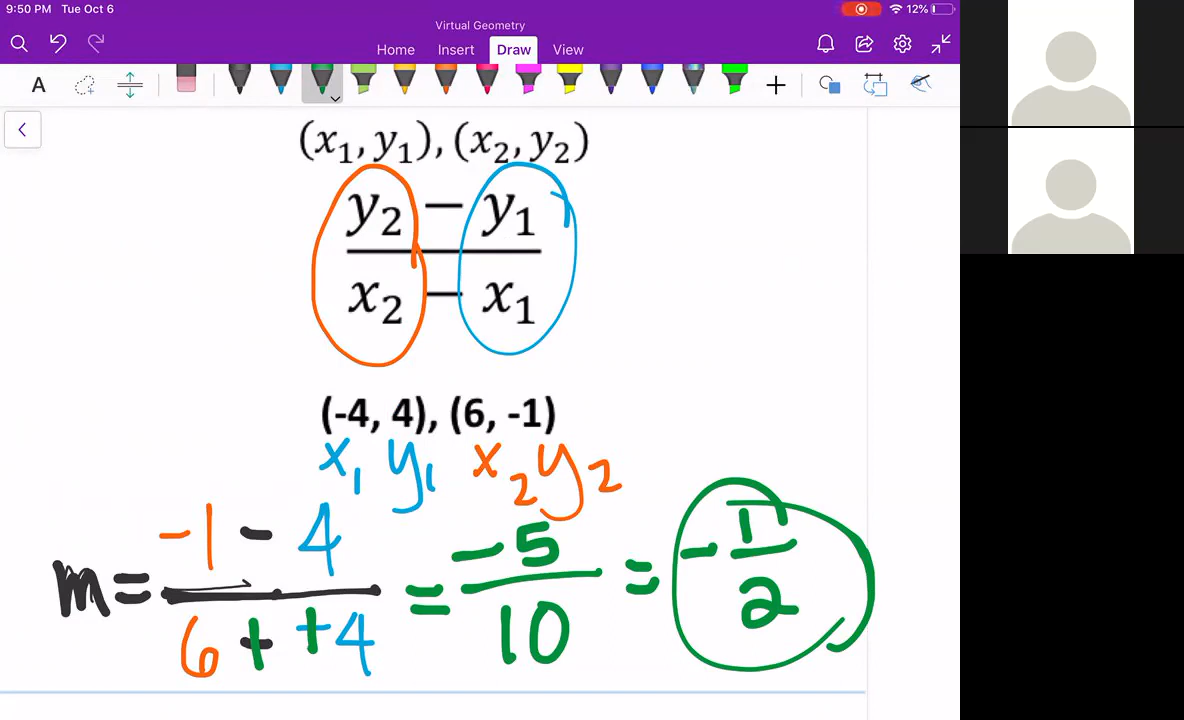 9:50 PM Tue Oct 6 12%
Virtual Geometry
Home Insert Draw View
A
(x₁, y₁), (x₂, y₂)
y₂ − y₁
x₂ − x₁
(-4, 4), (6, -1)
x₁ y₁ x₂ y₂
m = -1 - 4 = -5 = - 1
6 + +4 10 2